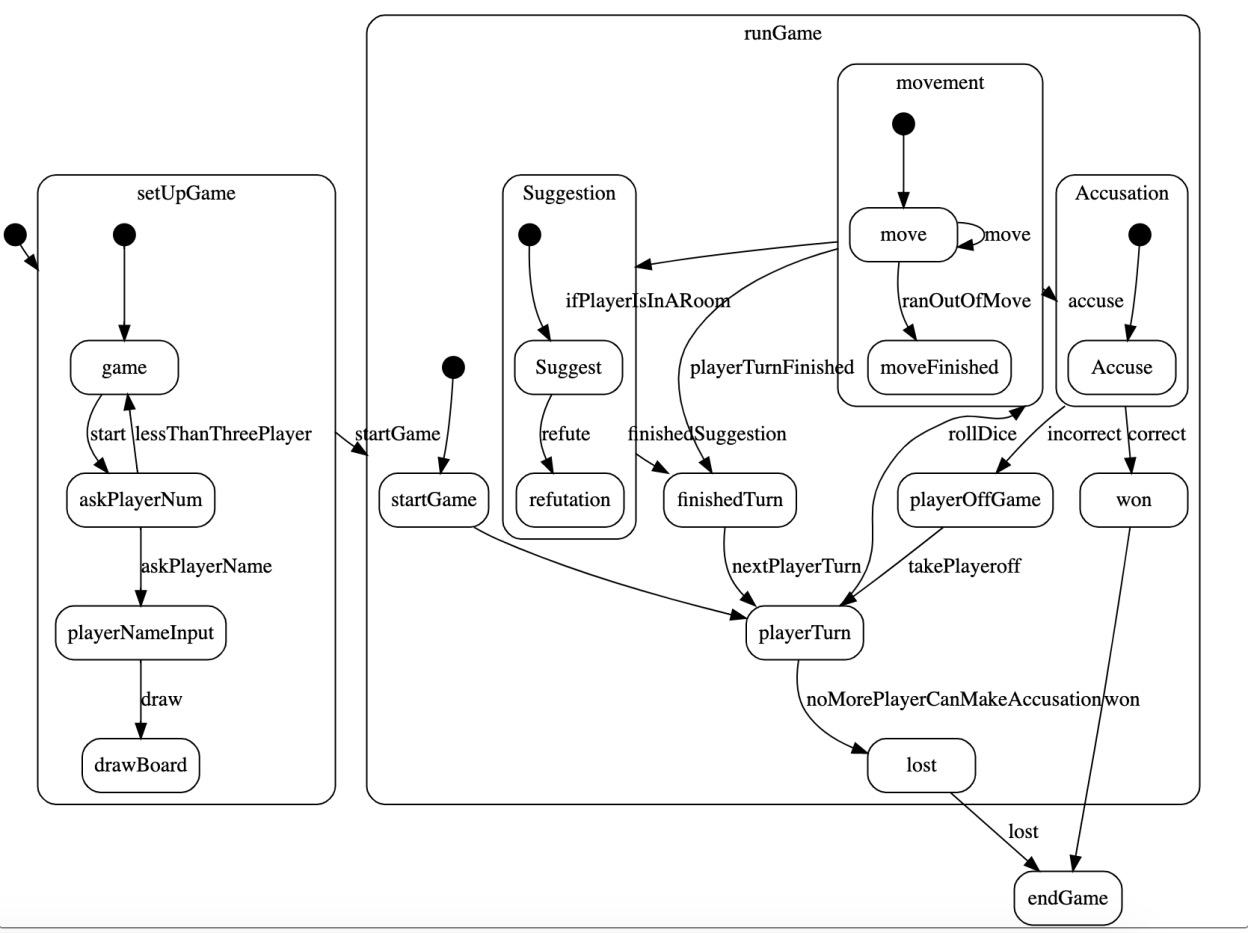 runGame
movement
setUpGame
Suggestion
Accusation
move
move
ifPlayerIsInARoom
ranOutOfMove
accuse
game
Suggest
playerTurnFinished
moveFinished
Accuse
start
lessThanThreePlayer
startGame
refute
finishedSuggestion
rollDice
incorrect
correct
askPlayerNum
startGame
refutation
finishedTurn
playerOffGame
won
askPlayerName
nextPlayerTurn
takePlayeroff
playerNameInput
playerTurn
draw
noMorePlayerCanMakeAccusation
won
drawBoard
lost
lost
endGame